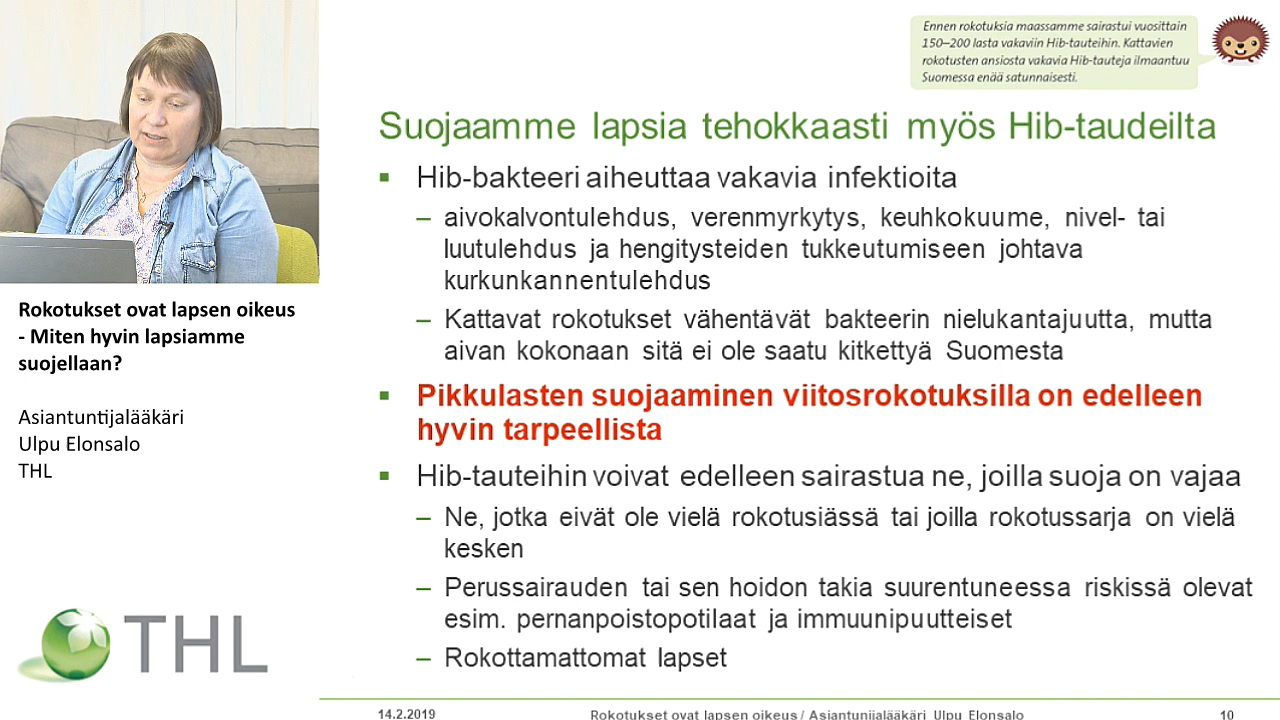 Ennen rokotuksia maassamme sairastui vuosittain
150–200 lasta vakaviin Hib-tauteihin. Kattavien
rokotusten ansiosta vakavia Hib-tauteja ilmaantuu
Suomessa enää satunnaisesti.
Suojaamme lapsia tehokkaasti myös Hib-taudeilta
▪ Hib-bakteeri aiheuttaa vakavia infektioita
– aivokalvontulehdus, verenmyrkytys, keuhkokuume, nivel- tai
luutulehdus ja hengitysteiden tukkeutumiseen johtava
kurkunkannentulehdus
– Kattavat rokotukset vähentävät bakteerin nielukantajuutta, mutta
aivan kokonaan sitä ei ole saatu kitkettyä Suomesta
▪ Pikkulasten suojaaminen viitosrokotuksilla on edelleen
hyvin tarpeellista
▪ Hib-tauteihin voivat edelleen sairastua ne, joilla suoja on vajaa
– Ne, jotka eivät ole vielä rokotusiässä tai joilla rokotussarja on vielä
kesken
– Perussairauden tai sen hoidon takia suurentuneessa riskissä olevat
esim. pernanpoistopotilaat ja immuunipuutteiset
– Rokottamattomat lapset
Rokotukset ovat lapsen oikeus
- Miten hyvin lapsiamme
suojellaan?
Asiantuntijalääkäri
Ulpu Elonsalo
THL
THL
14.2.2019 Rokotukset ovat lapsen oikeus / Asiantunijalääkäri Ulpu Elonsalo 10